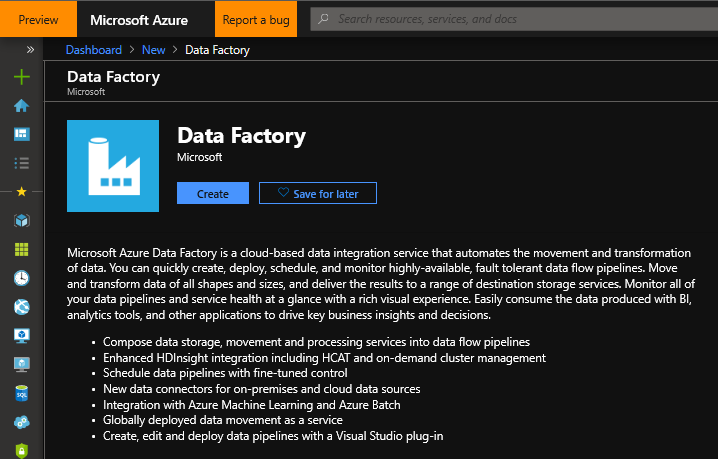 Preview
Microsoft Azure
Report a bug
Search resources, services, and docs
»
Dashboard > New > Data Factory
Data Factory
Microsoft
Data Factory
Microsoft
Create
Save for later
Microsoft Azure Data Factory is a cloud-based data integration service that automates the movement and transformation
of data. You can quickly create, deploy, schedule, and monitor highly-available, fault tolerant data flow pipelines. Move
and transform data of all shapes and sizes, and deliver the results to a range of destination storage services. Monitor all of
your data pipelines and service health at a glance with a rich visual experience. Easily consume the data produced with BI,
analytics tools, and other applications to drive key business insights and decisions.
• Compose data storage, movement and processing services into data flow pipelines
• Enhanced HDInsight integration including HCAT and on-demand cluster management
• Schedule data pipelines with fine-tuned control
• New data connectors for on-premises and cloud data sources
• Integration with Azure Machine Learning and Azure Batch
SQL
• Globally deployed data movement as a service
• Create, edit and deploy data pipelines with a Visual Studio plug-in